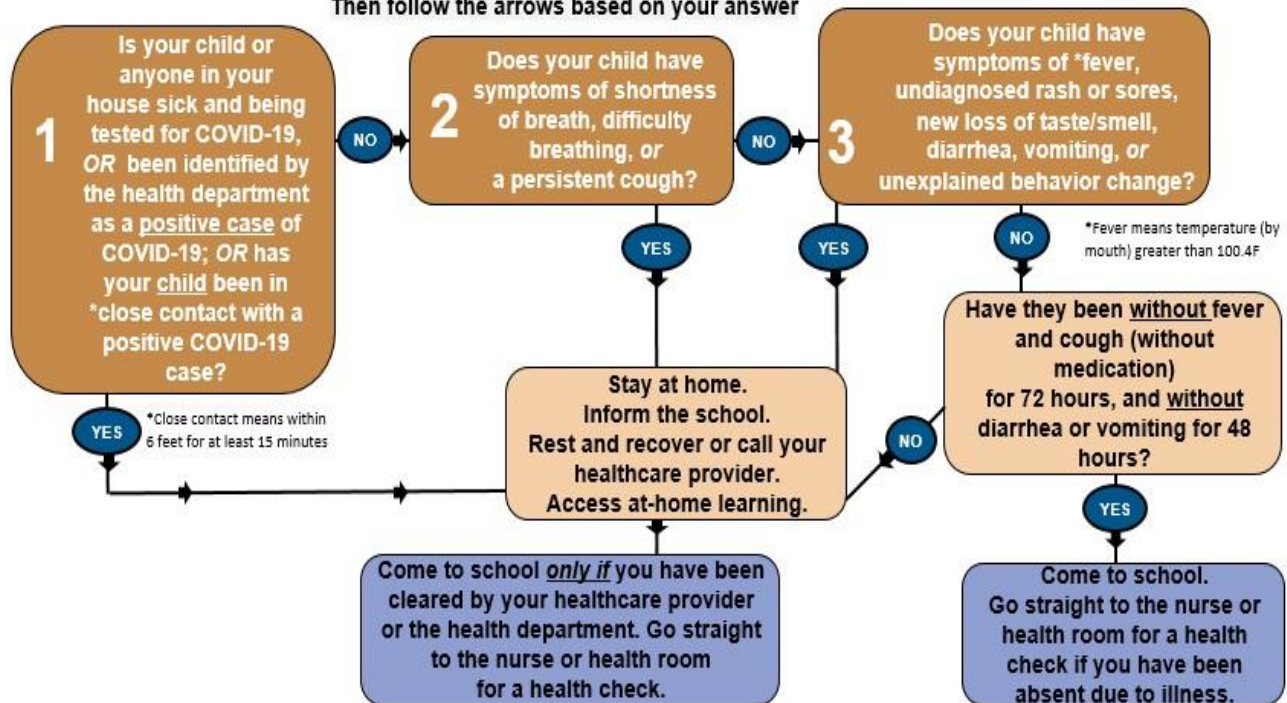 Then follow the arrows based on your answer
1
Is your child or
anyone in your
house sick and being
tested for COVID-19,
OR been identified by
the health department
as a positive case of
COVID-19; OR has
your child been in
*close contact with a
positive COVID-19
case?
NO
2
Does your child have
symptoms of shortness
of breath, difficulty
breathing, or
a persistent cough?
NO
3
Does your child have
symptoms of *fever,
undiagnosed rash or sores,
new loss of taste/smell,
diarrhea, vomiting, or
unexplained behavior change?
YES
YES
NO
*Fever means temperature (by
mouth) greater than 100.4F
YES
*Close contact means within
6 feet for at least 15 minutes
Stay at home.
Inform the school.
Rest and recover or call your
healthcare provider.
Access at-home learning.
NO
Have they been without fever
and cough (without
medication)
for 72 hours, and without
diarrhea or vomiting for 48
hours?
YES
Come to school only if you have been
cleared by your healthcare provider
or the health department. Go straight
to the nurse or health room
for a health check.
Come to school.
Go straight to the nurse or
health room for a health
check if you have been
absent due to illness.